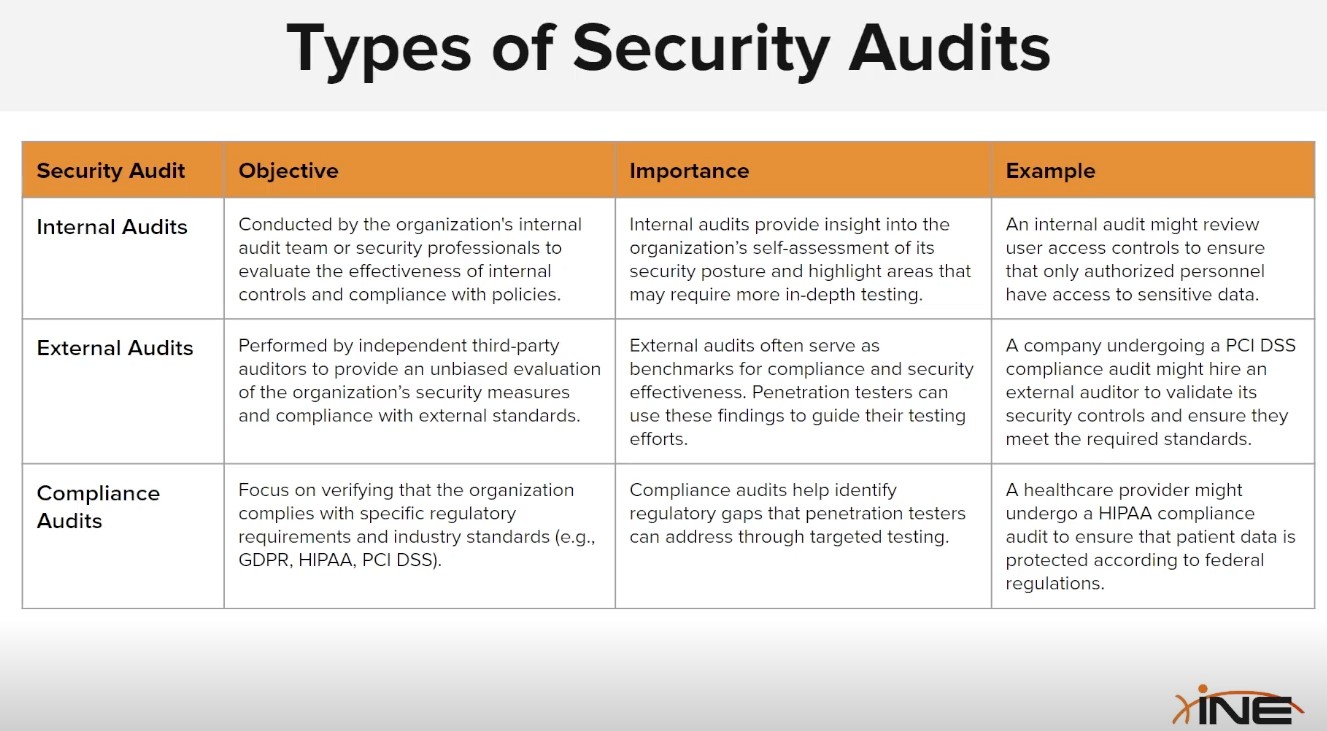 Types of Security Audits
Security Audit
Objective
Importance
Example
Internal Audits
Conducted by the organization's internal
audit team or security professionals to
evaluate the effectiveness of internal
controls and compliance with policies.
Internal audits provide insight into the
organization’s self-assessment of its
security posture and highlight areas that
may require more in-depth testing.
An internal audit might review
user access controls to ensure
that only authorized personnel
have access to sensitive data.
External Audits
Performed by independent third-party
auditors to provide an unbiased evaluation
of the organization’s security measures
and compliance with external standards.
External audits often serve as
benchmarks for compliance and security
effectiveness. Penetration testers can
use these findings to guide their testing
efforts.
A company undergoing a PCI DSS
compliance audit might hire an
external auditor to validate its
security controls and ensure they
meet the required standards.
Compliance
Audits
Focus on verifying that the organization
complies with specific regulatory
requirements and industry standards (e.g.,
GDPR, HIPAA, PCI DSS).
Compliance audits help identify
regulatory gaps that penetration testers
can address through targeted testing.
A healthcare provider might
undergo a HIPAA compliance
audit to ensure that patient data is
protected according to federal
regulations.
INE